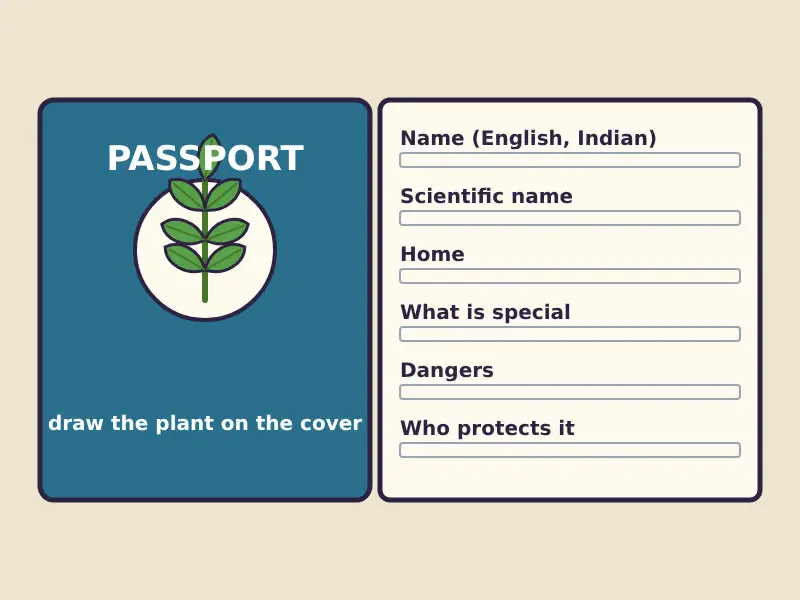 PASSPORT
draw the plant on the cover
Name (English, Indian)
Scientific name
Home
What is special
Dangers
Who protects it